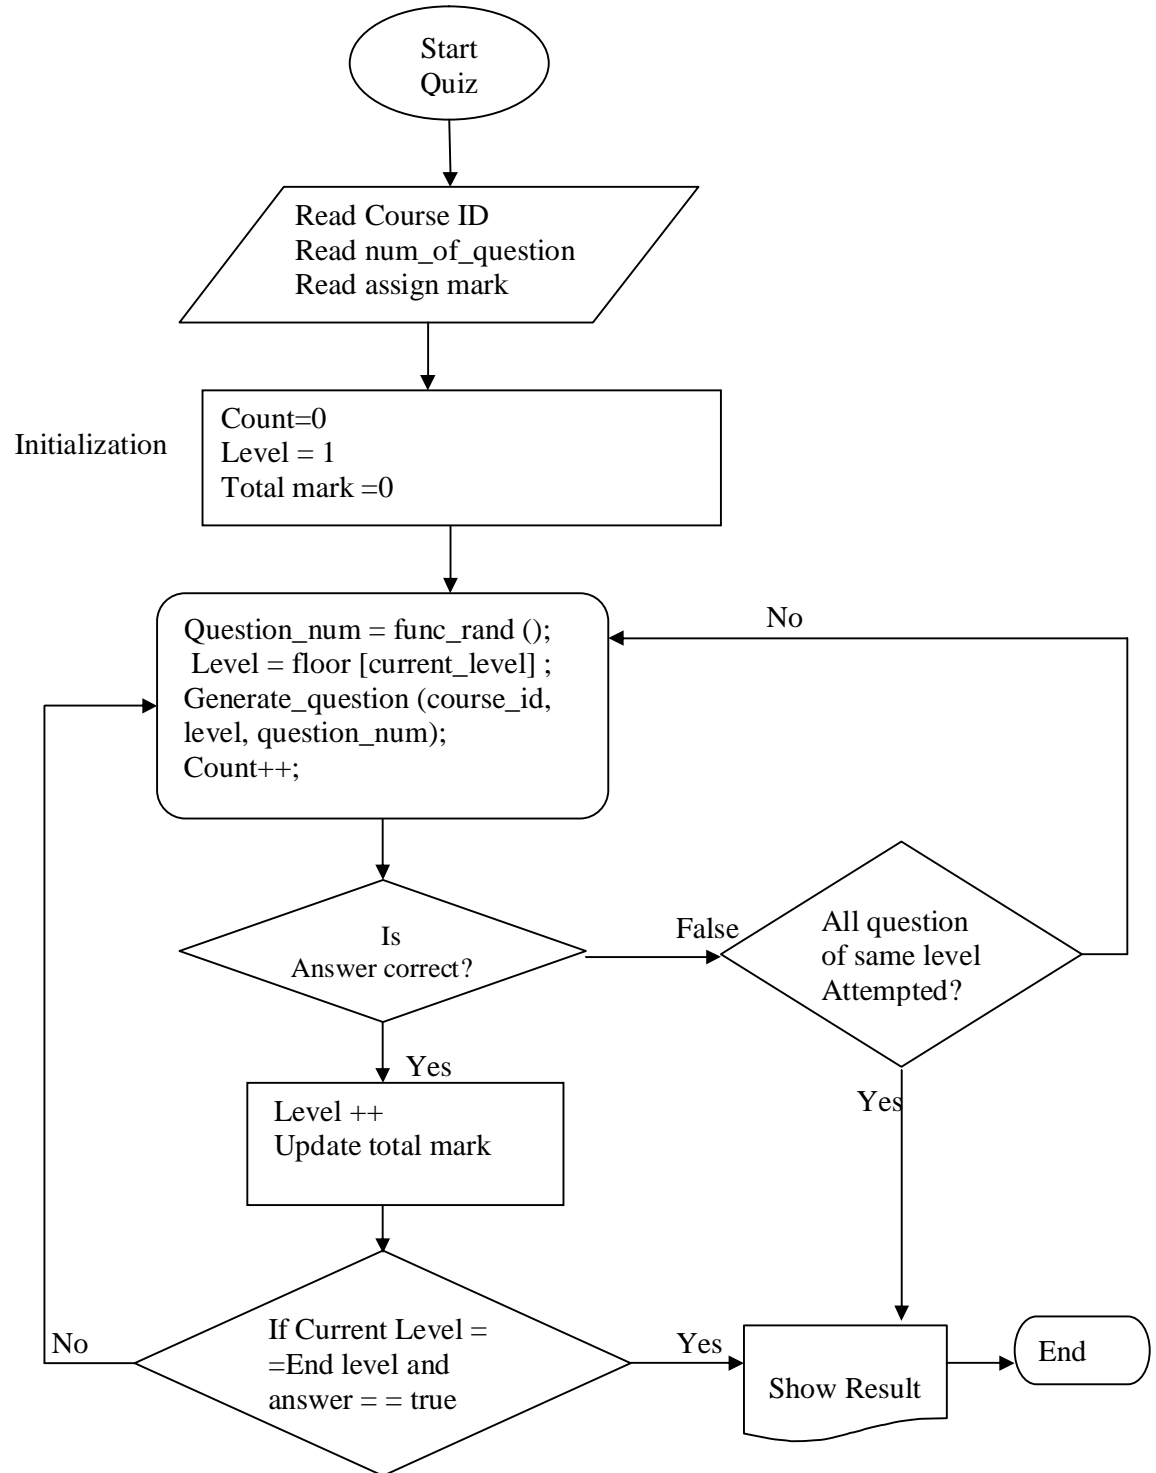 Start
Quiz
Read Course ID
Read num_of_question
Read assign mark
Initialization
Count=0
Level = 1
Total mark =0
Question_num = func_rand ();
Level = floor [current_level] ;
Generate_question (course_id,
level, question_num);
Count++;
No
Is
Answer correct?
False
All question
of same level
Attempted?
Yes
Level ++
Update total mark
Yes
If Current Level =
=End level and
answer = = true
No
Yes
Show Result
End